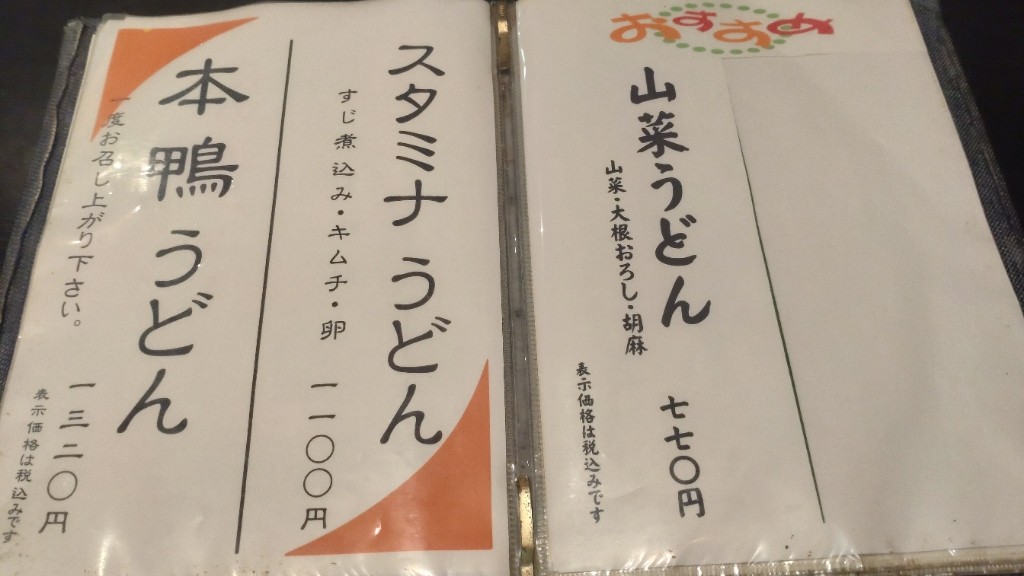 おすすめ
山菜うどん
山菜・大根おろし・胡麻
七七〇円
表示価格は税込みです
スタミナうどん
すじ煮込み・キムチ・卵
一一〇〇円
本鴨うどん
一度お召し上がり下さい。
一三二〇円
表示価格は税込みです